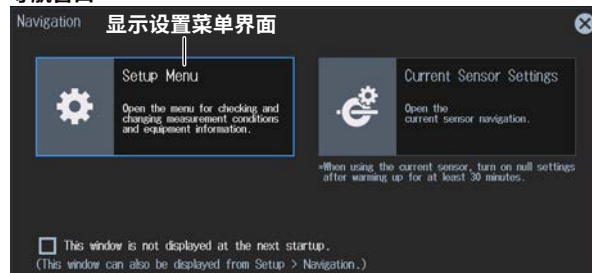 Navigation
显示设置菜单界面
Setup Menu
Open the menu for checking and
changing measurement conditions
and equipment information.
Current Sensor Settings
Open the
current sensor navigation.
*When using the current sensor, turn on null settings
after warming up for at least 30 minutes.
This window is not displayed at the next startup.
(This window can also be displayed from Setup > Navigation.)